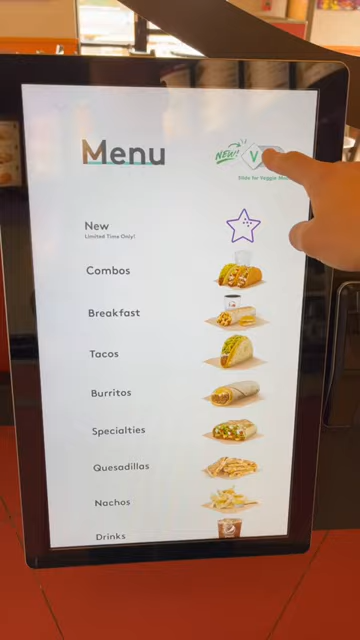 Menu
NEW!
V
Slide for Veggie
New
Limited Time Only!
Combos
Breakfast
Tacos
Burritos
Specialties
Quesadillas
Nachos
Drinks